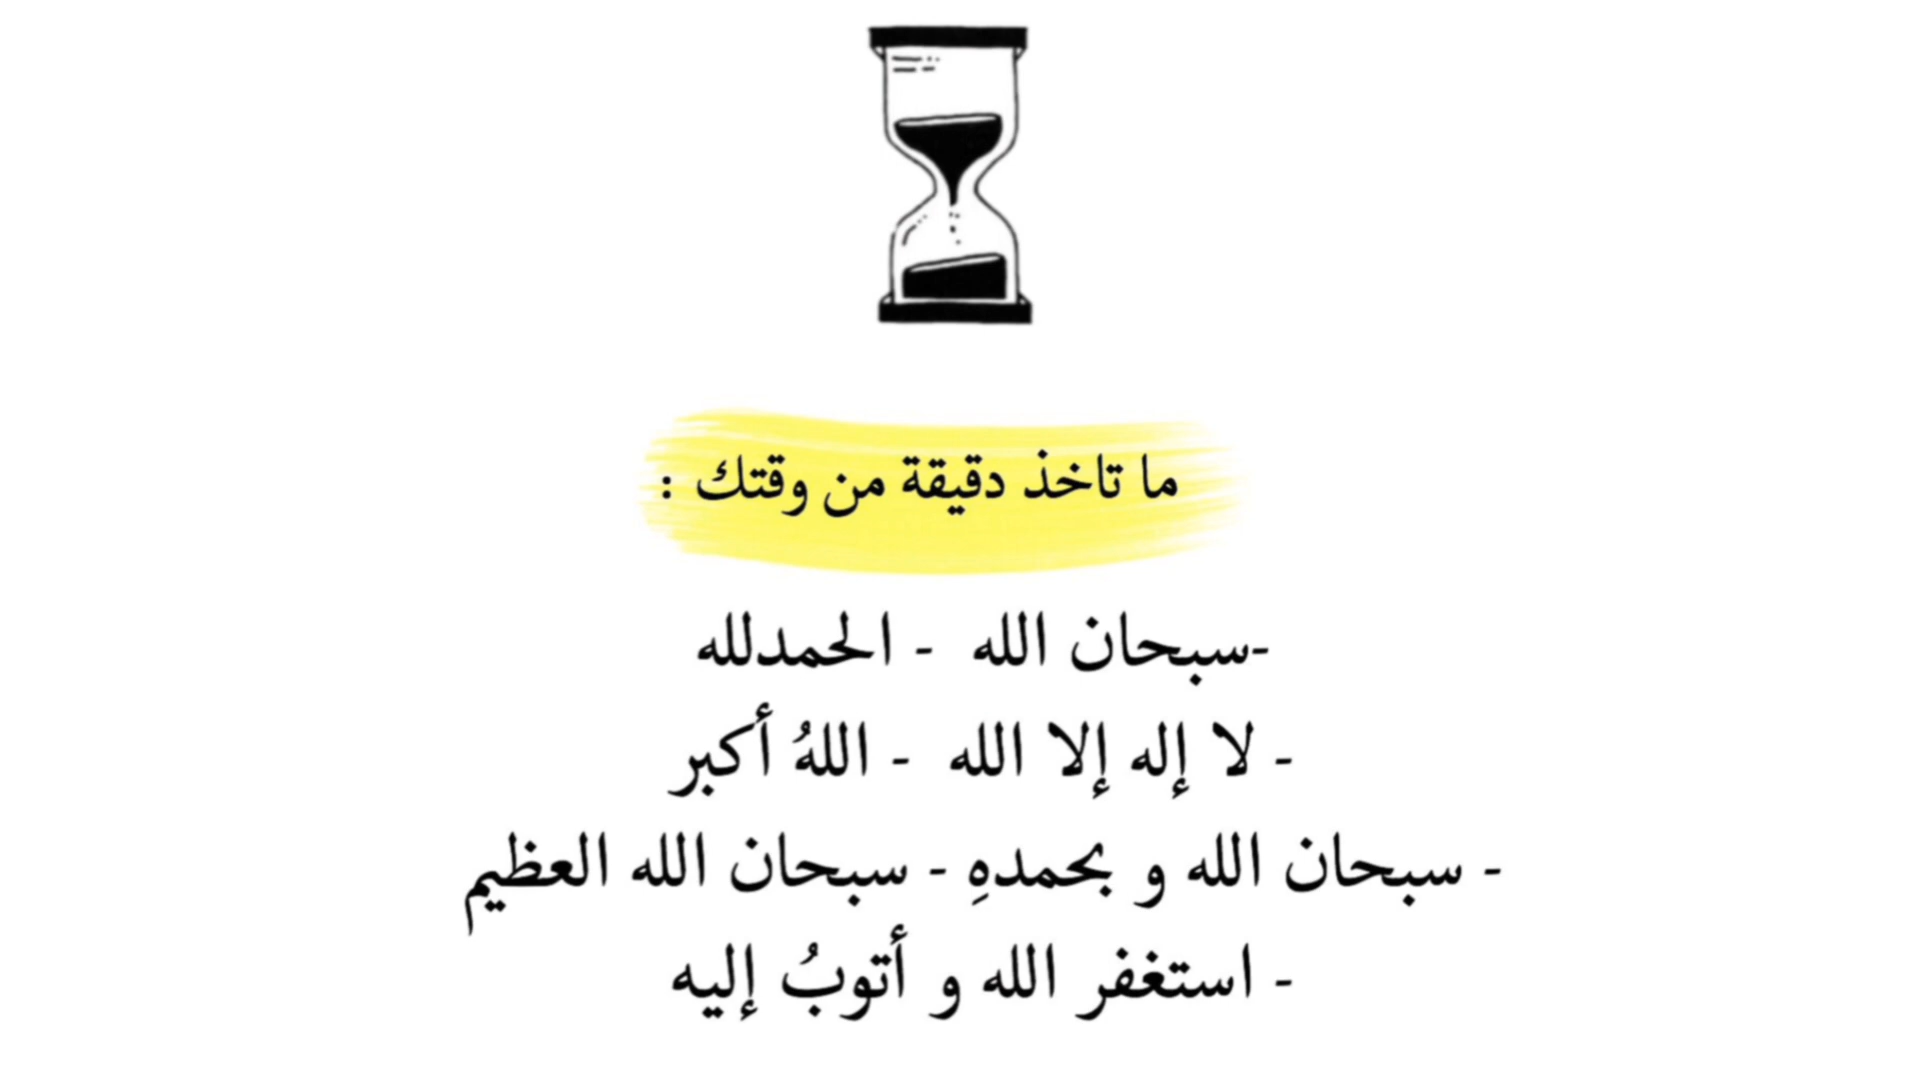 ما تاخذ دقيقة من وقتك :
-سبحان الله - الحمدلله
- لا إله إلا الله - اللهُ أكبر
- سبحان الله و بحمدهِ - سبحان الله العظيم
- استغفر الله و أتوبُ إليه